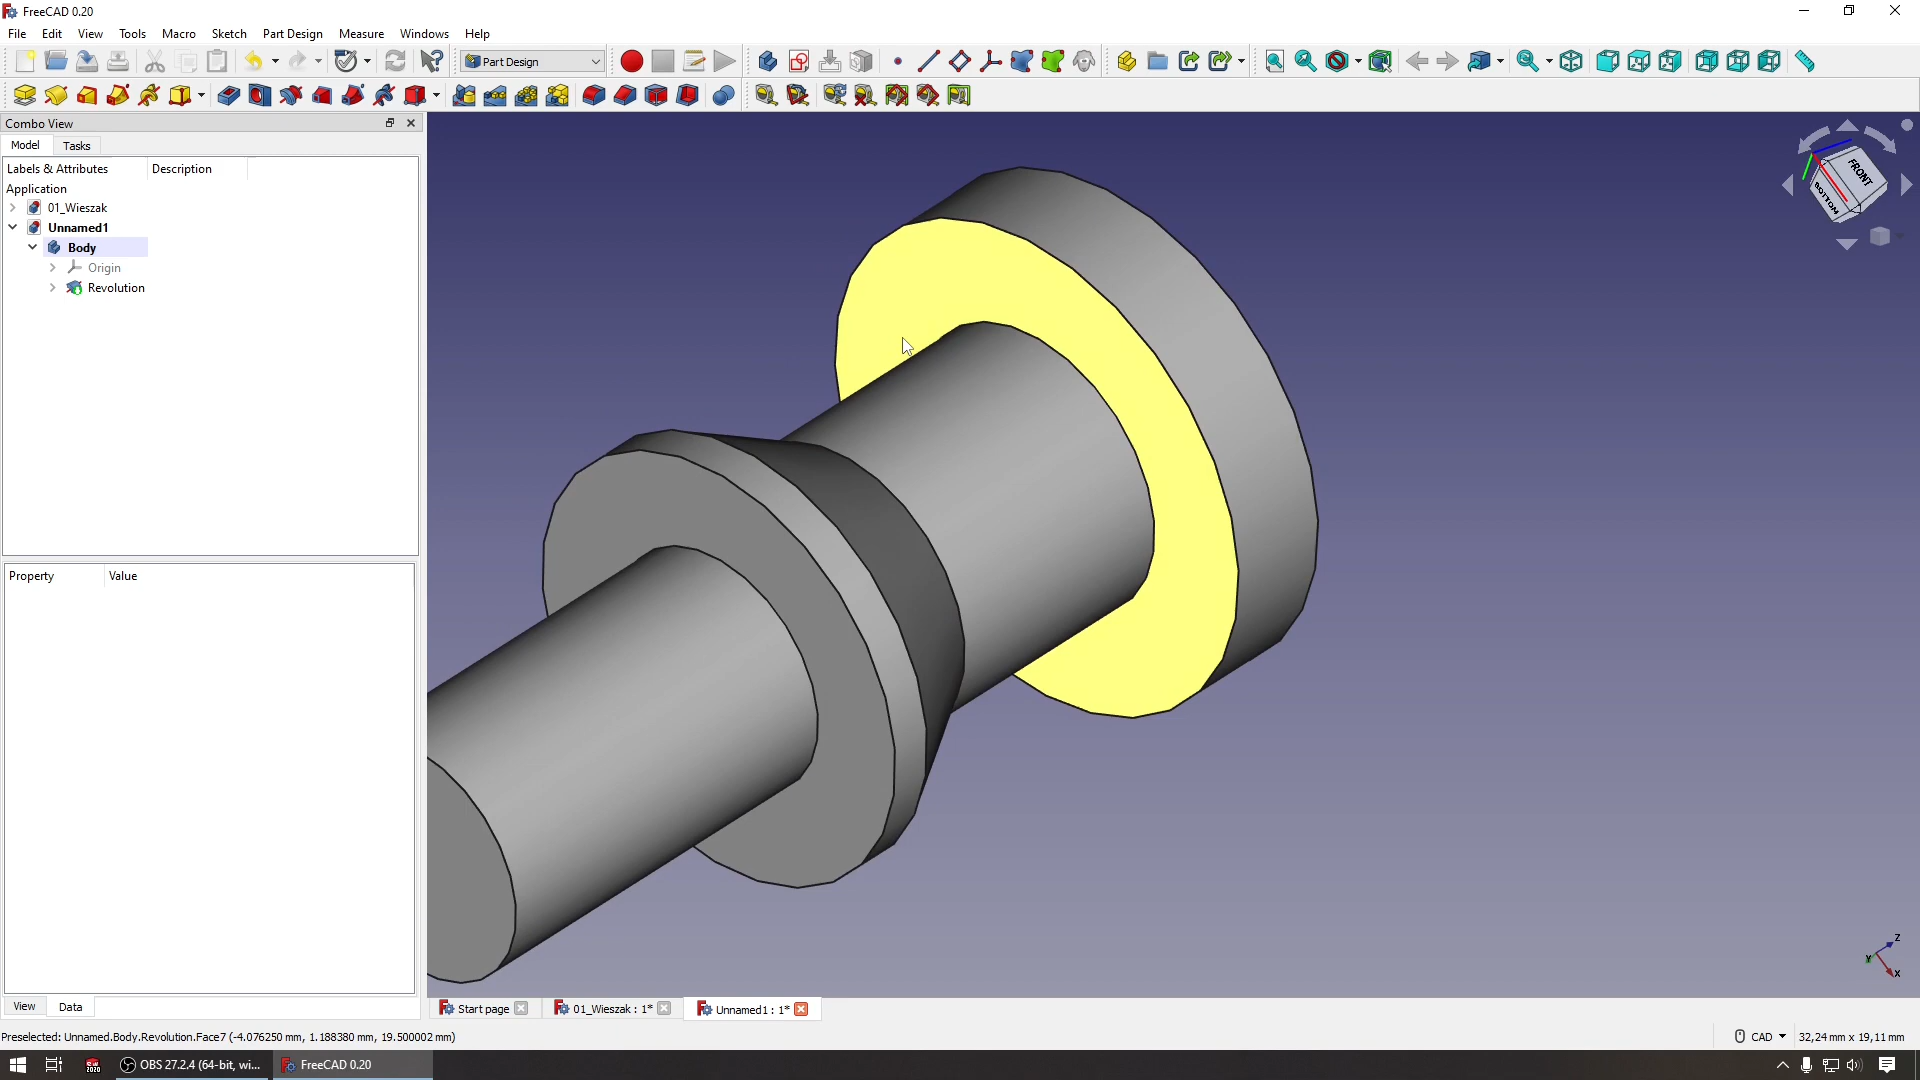 FreeCAD 0.20
File Edit View Tools Macro Sketch Part Design Measure Windows Help
Part Design
Combo View
Model Tasks
Labels & Attributes Description
Application
01_Wieszak
Unnamed1
Body
Origin
Revolution
Property Value
View Data
FRONT
BOTTOM
Z
Y
X
Start page 01_Wieszak : 1* Unnamed1 : 1*
Preselected: Unnamed.Body.Revolution.Face7 (-4.076250 mm, 1.188380 mm, 19.500002 mm)
CAD 32,24 mm x 19,11 mm
OBS 27.2.4 (64-bit, wi... FreeCAD 0.20